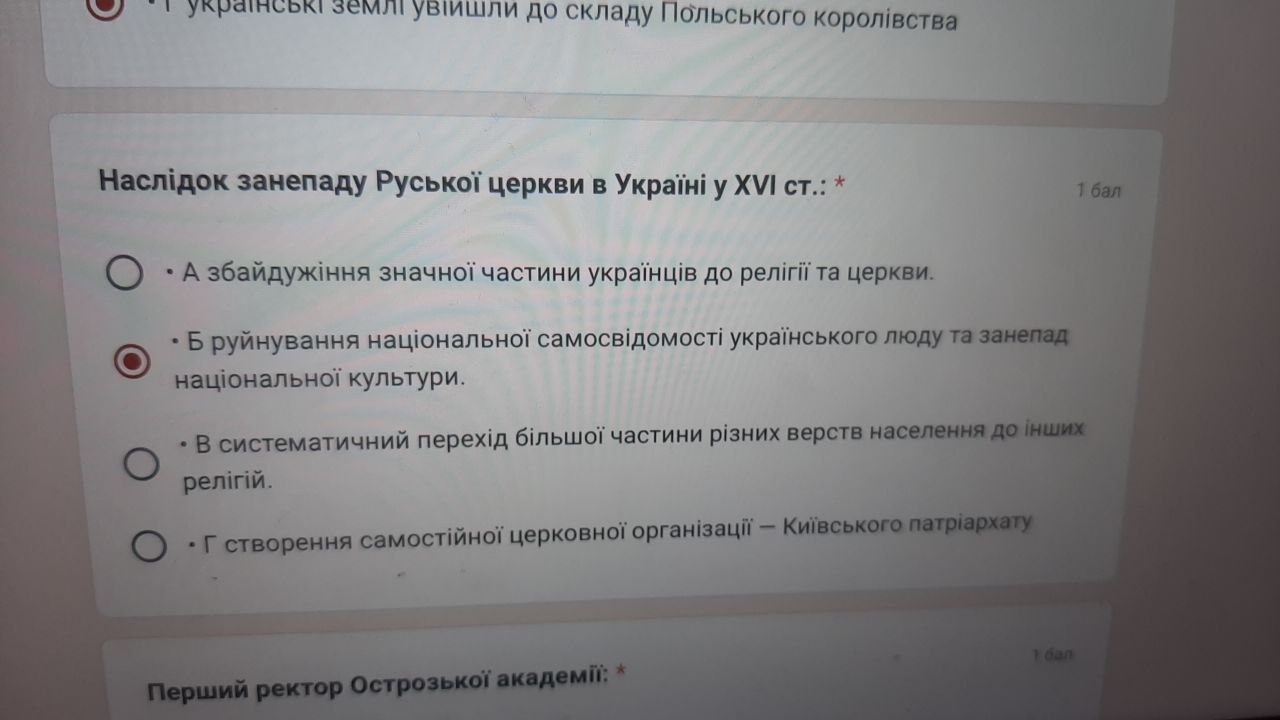 • Г українські землі увійшли до складу Польського королівства
Наслідок занепаду Руської церкви в Україні у XVI ст.: *
1 бал
• А збайдужіння значної частини українців до релігії та церкви.
• Б руйнування національної самосвідомості українського люду та занепад
національної культури.
• В систематичний перехід більшої частини різних верств населення до інших
релігій.
• Г створення самостійної церковної організації — Київського патріархату
Перший ректор Острозької академії: *
1 бал